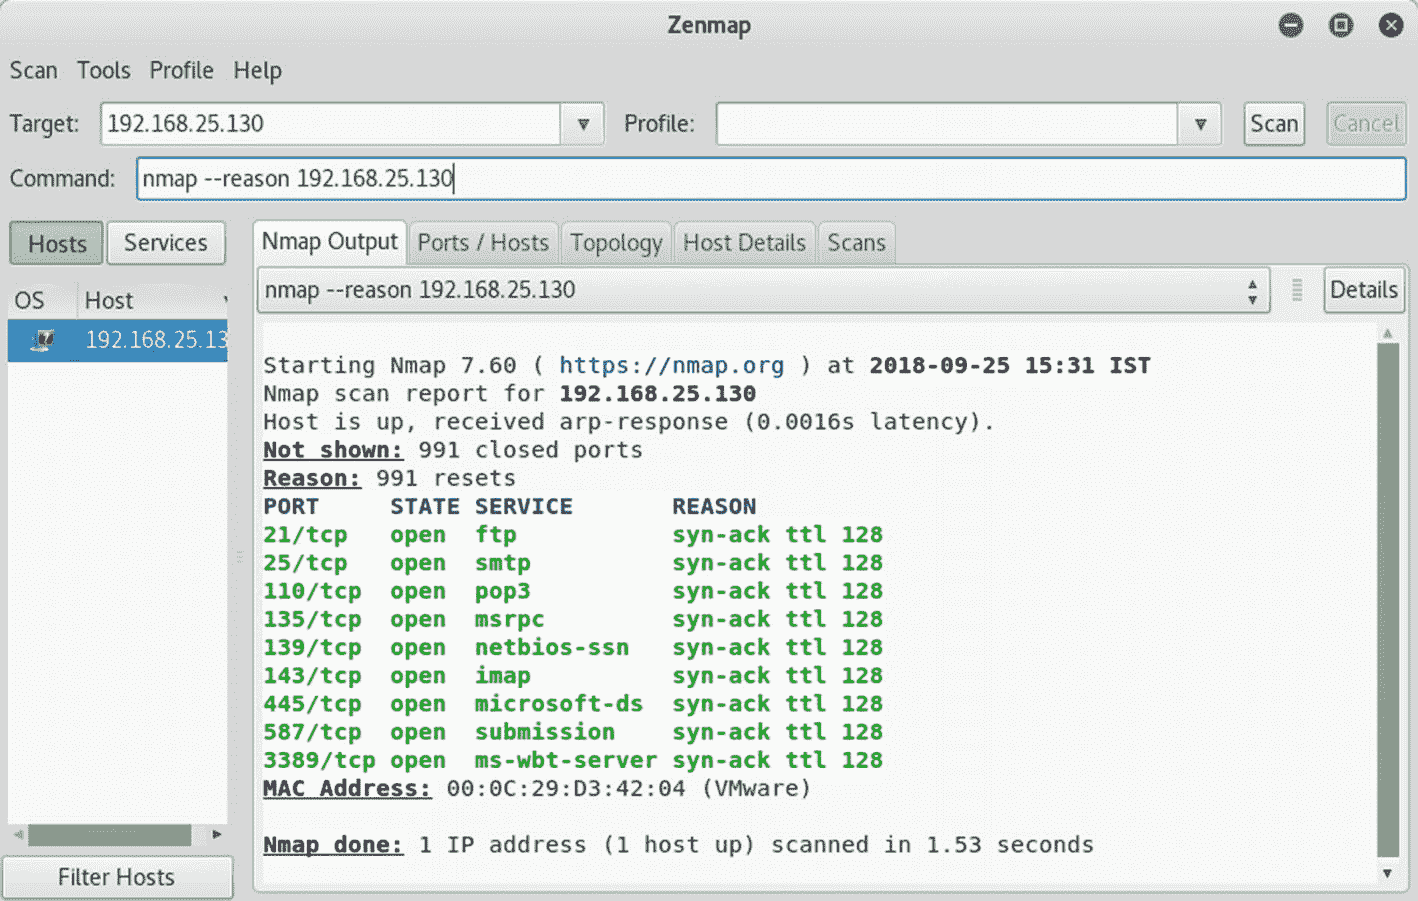 Zenmap
Scan Tools Profile Help
Target: 192.168.25.130 Profile: Scan Cancel
Command: nmap --reason 192.168.25.130
Hosts Services Nmap Output Ports / Hosts Topology Host Details Scans
nmap --reason 192.168.25.130 Details
OS Host
192.168.25.13
Starting Nmap 7.60 ( https://nmap.org ) at 2018-09-25 15:31 IST
Nmap scan report for 192.168.25.130
Host is up, received arp-response (0.0016s latency).
Not shown: 991 closed ports
Reason: 991 resets
PORT STATE SERVICE REASON
21/tcp open ftp syn-ack ttl 128
25/tcp open smtp syn-ack ttl 128
110/tcp open pop3 syn-ack ttl 128
135/tcp open msrpc syn-ack ttl 128
139/tcp open netbios-ssn syn-ack ttl 128
143/tcp open imap syn-ack ttl 128
445/tcp open microsoft-ds syn-ack ttl 128
587/tcp open submission syn-ack ttl 128
3389/tcp open ms-wbt-server syn-ack ttl 128
MAC Address: 00:0C:29:D3:42:04 (VMware)
Nmap done: 1 IP address (1 host up) scanned in 1.53 seconds
Filter Hosts